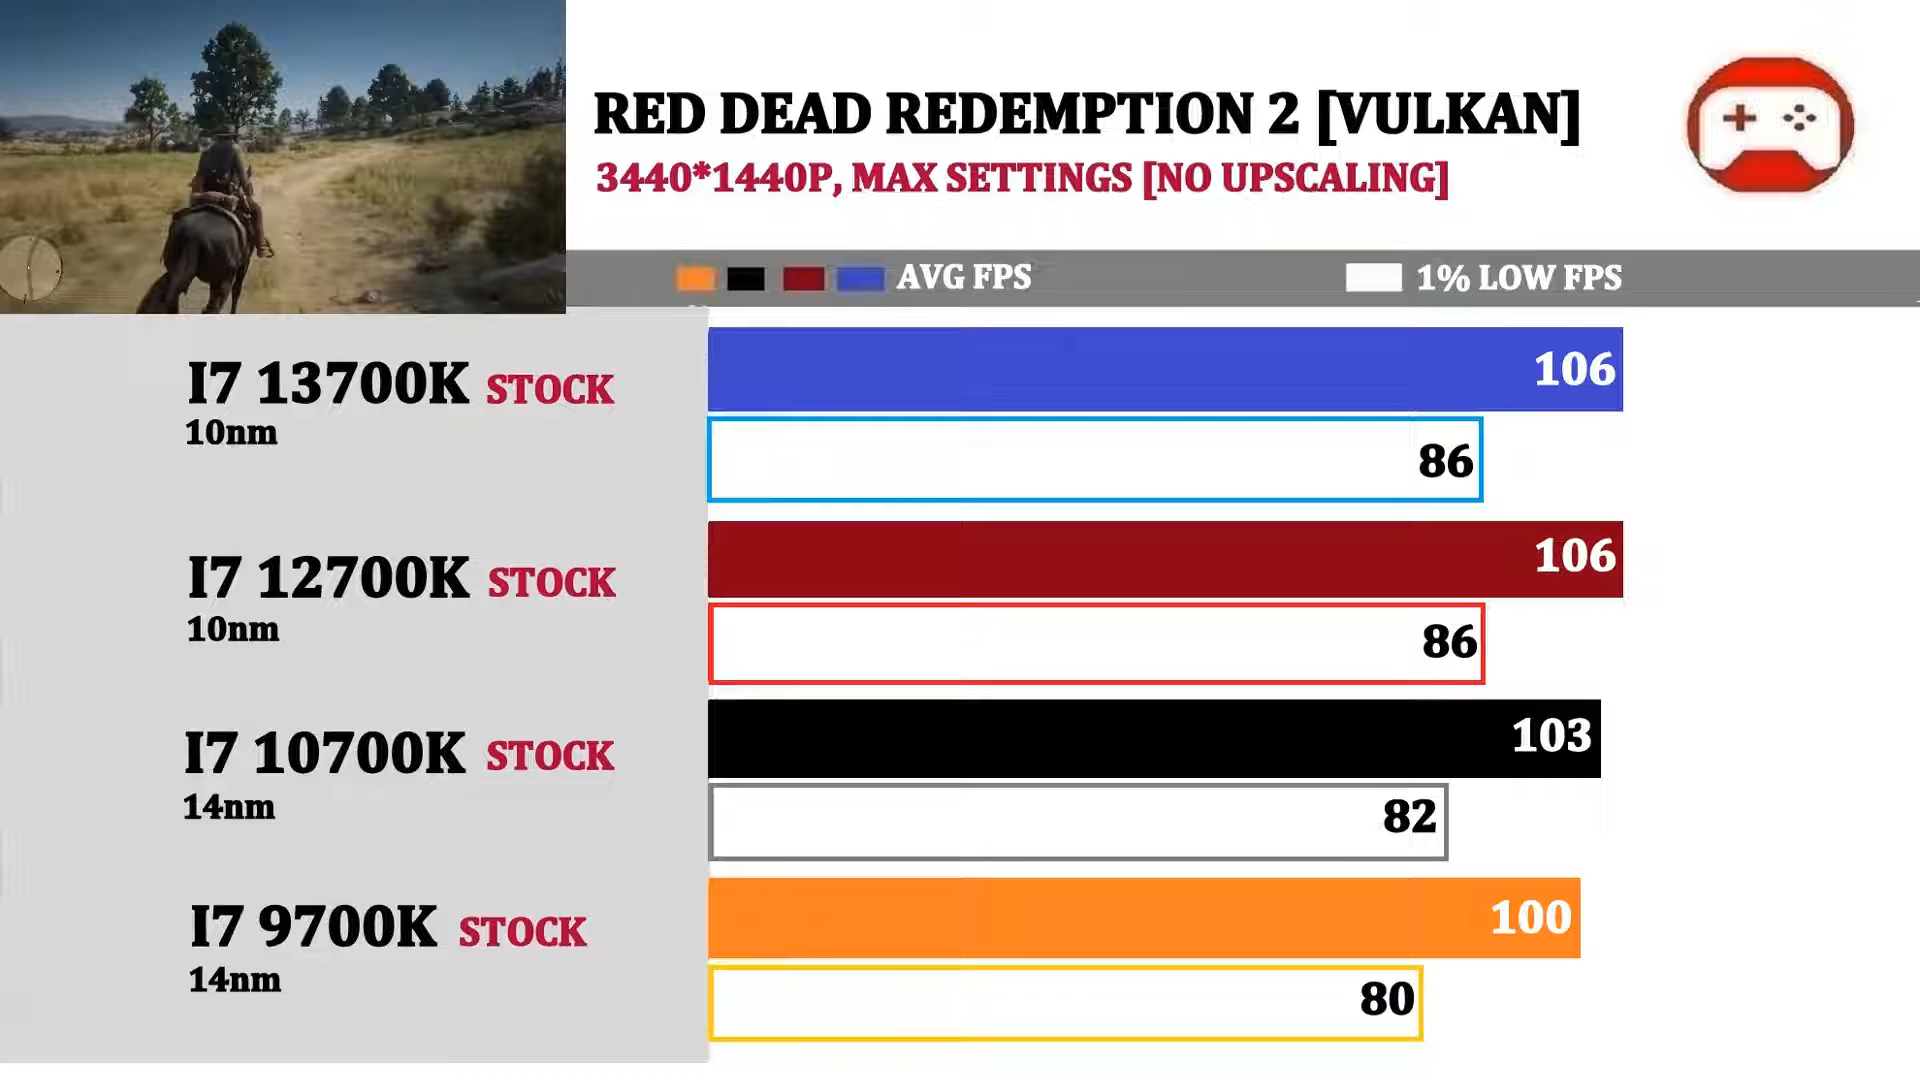 RED DEAD REDEMPTION 2 [VULKAN]
3440*1440P, MAX SETTINGS [NO UPSCALING]
AVG FPS
1% LOW FPS
I7 13700K STOCK
10nm
106
86
I7 12700K STOCK
10nm
106
86
I7 10700K STOCK
14nm
103
82
I7 9700K STOCK
14nm
100
80